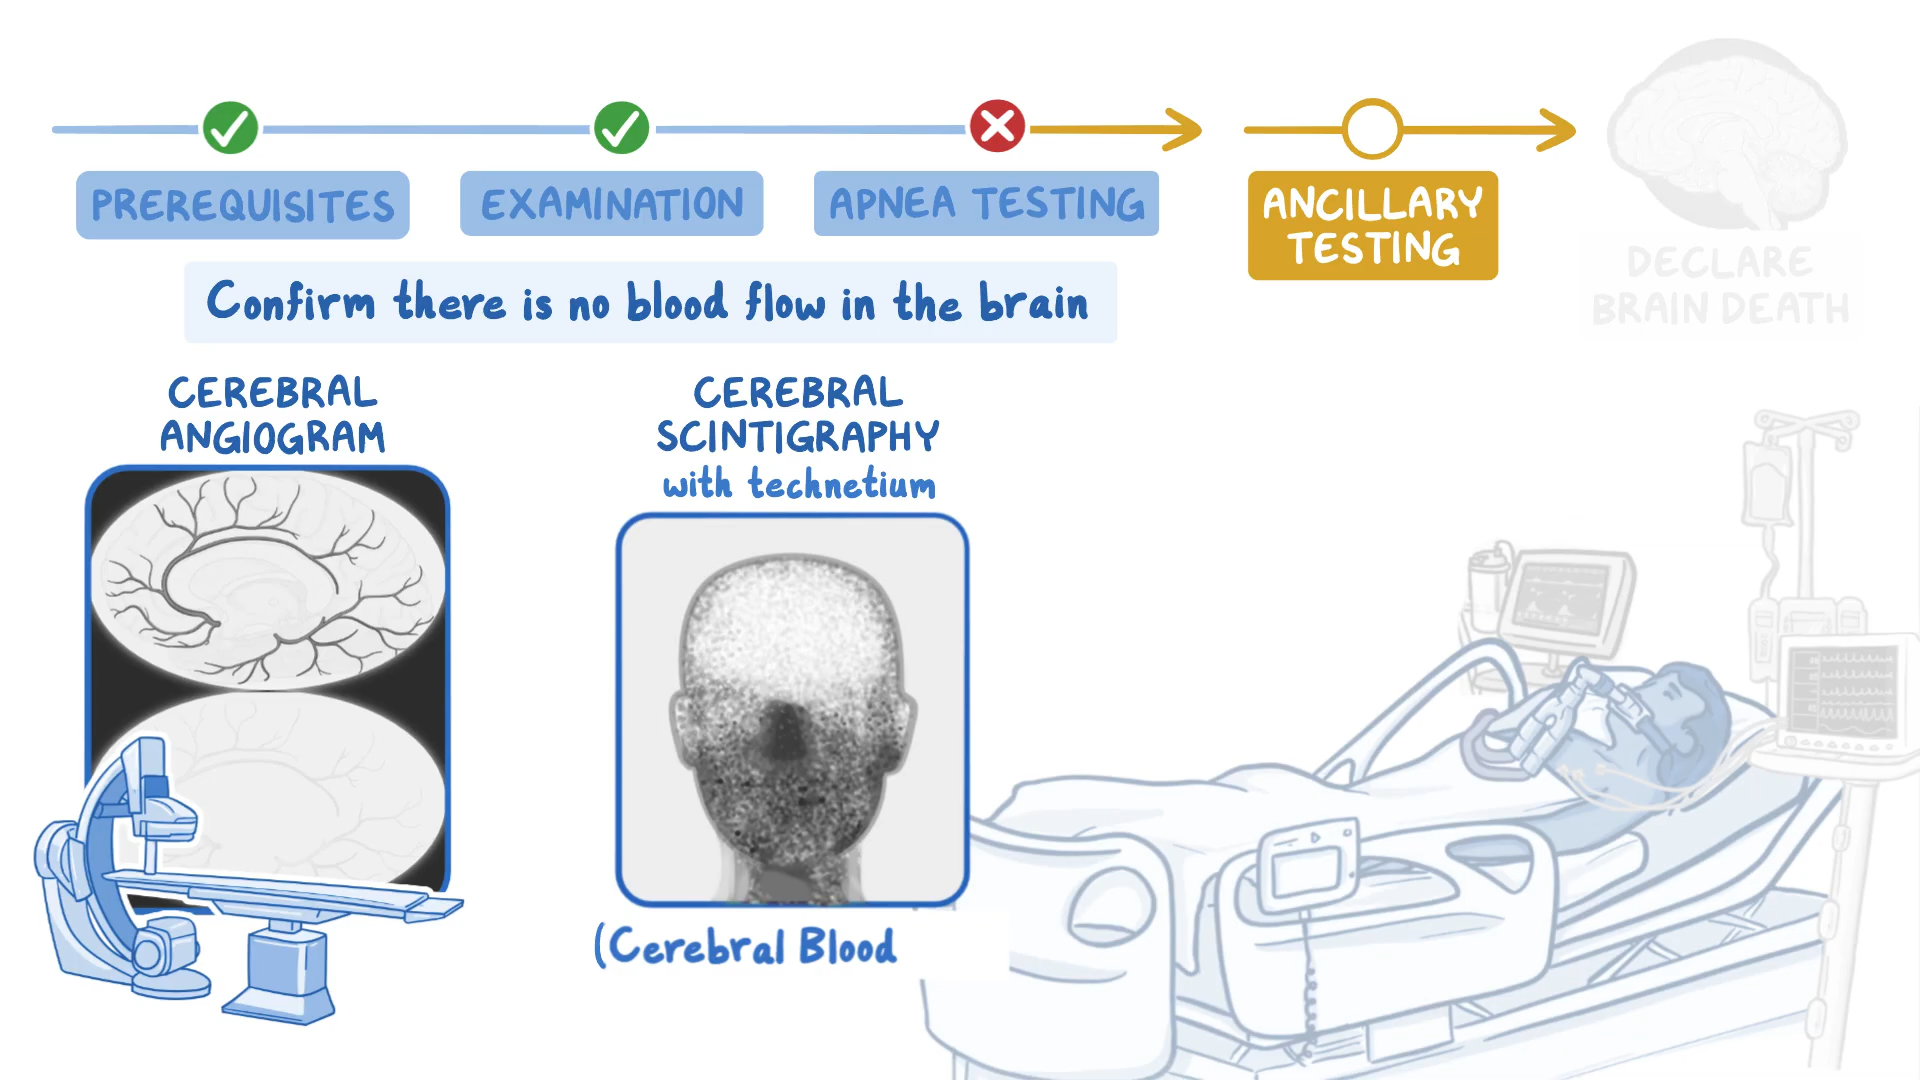 PREREQUISITES
EXAMINATION
APNEA TESTING
ANCILLARY
TESTING
DECLARE
BRAIN DEATH
Confirm there is no blood flow in the brain
CEREBRAL
ANGIOGRAM
CEREBRAL
SCINTIGRAPHY
with technetium
(Cerebral Blood